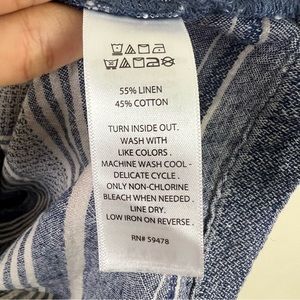 55% LINEN
45% COTTON
TURN INSIDE OUT.
WASH WITH
LIKE COLORS .
MACHINE WASH COOL -
DELICATE CYCLE .
ONLY NON-CHLORINE
BLEACH WHEN NEEDED .
LINE DRY.
LOW IRON ON REVERSE .
RN# 59478